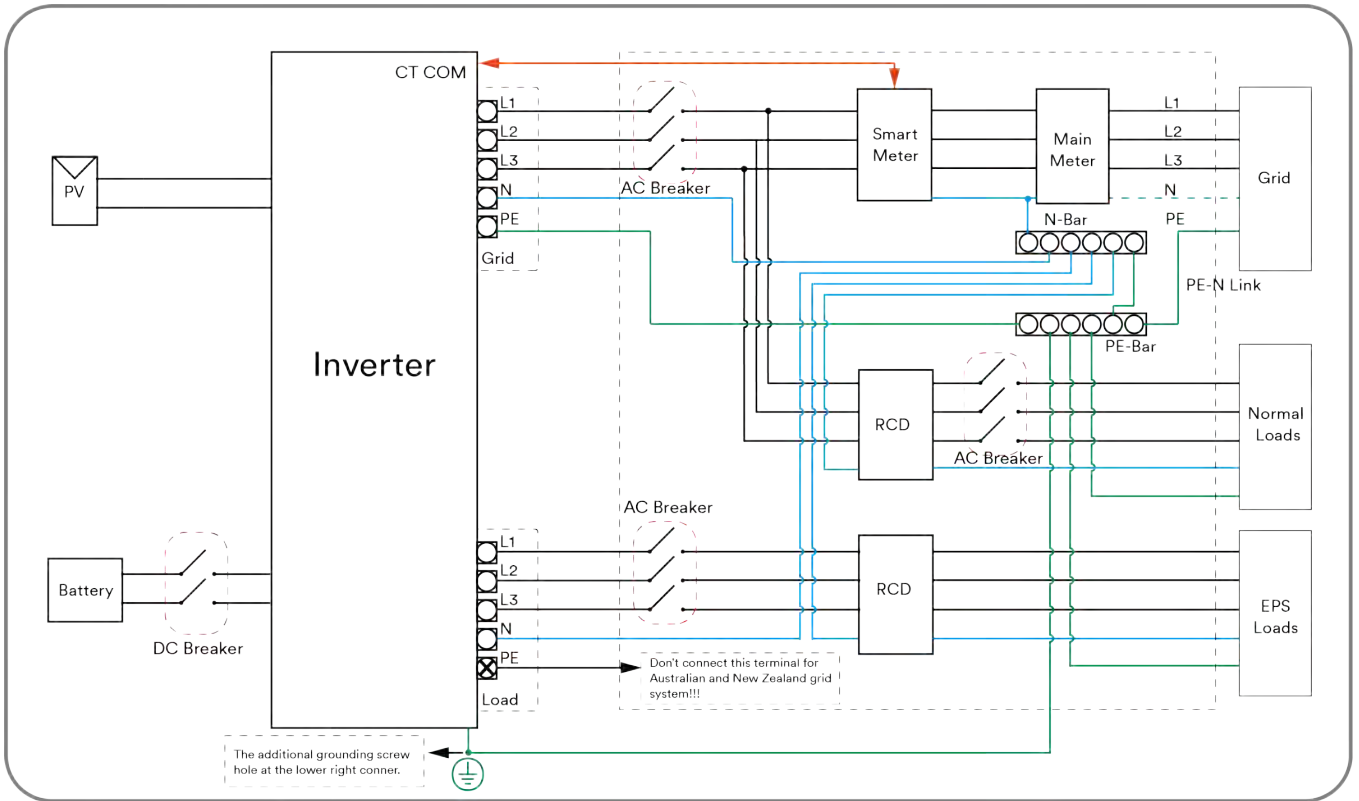 CT COM
L1
L2
L3
N
PE
Grid
AC Breaker
Smart
Meter
Main
Meter
L1
L2
L3
N
PE
Grid
N-Bar
PE-N Link
PE-Bar
PV
Inverter
RCD
AC Breaker
Normal
Loads
Battery
DC Breaker
L1
L2
L3
N
PE
Load
AC Breaker
RCD
EPS
Loads
Don't connect this terminal for
Australian and New Zealand grid
system!!!
The additional grounding screw
hole at the lower right conner.